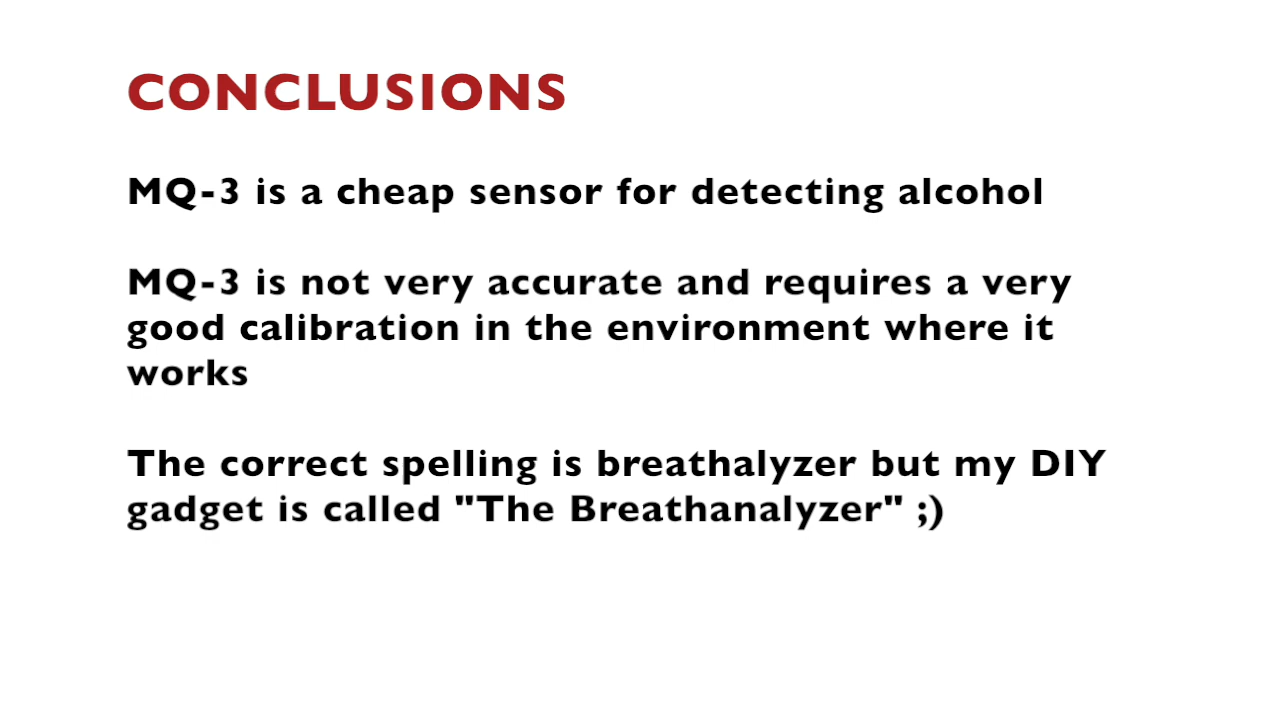 CONCLUSIONS
MQ-3 is a cheap sensor for detecting alcohol
MQ-3 is not very accurate and requires a very
good calibration in the environment where it
works
The correct spelling is breathalyzer but my DIY
gadget is called "The Breathanalyzer" ;)